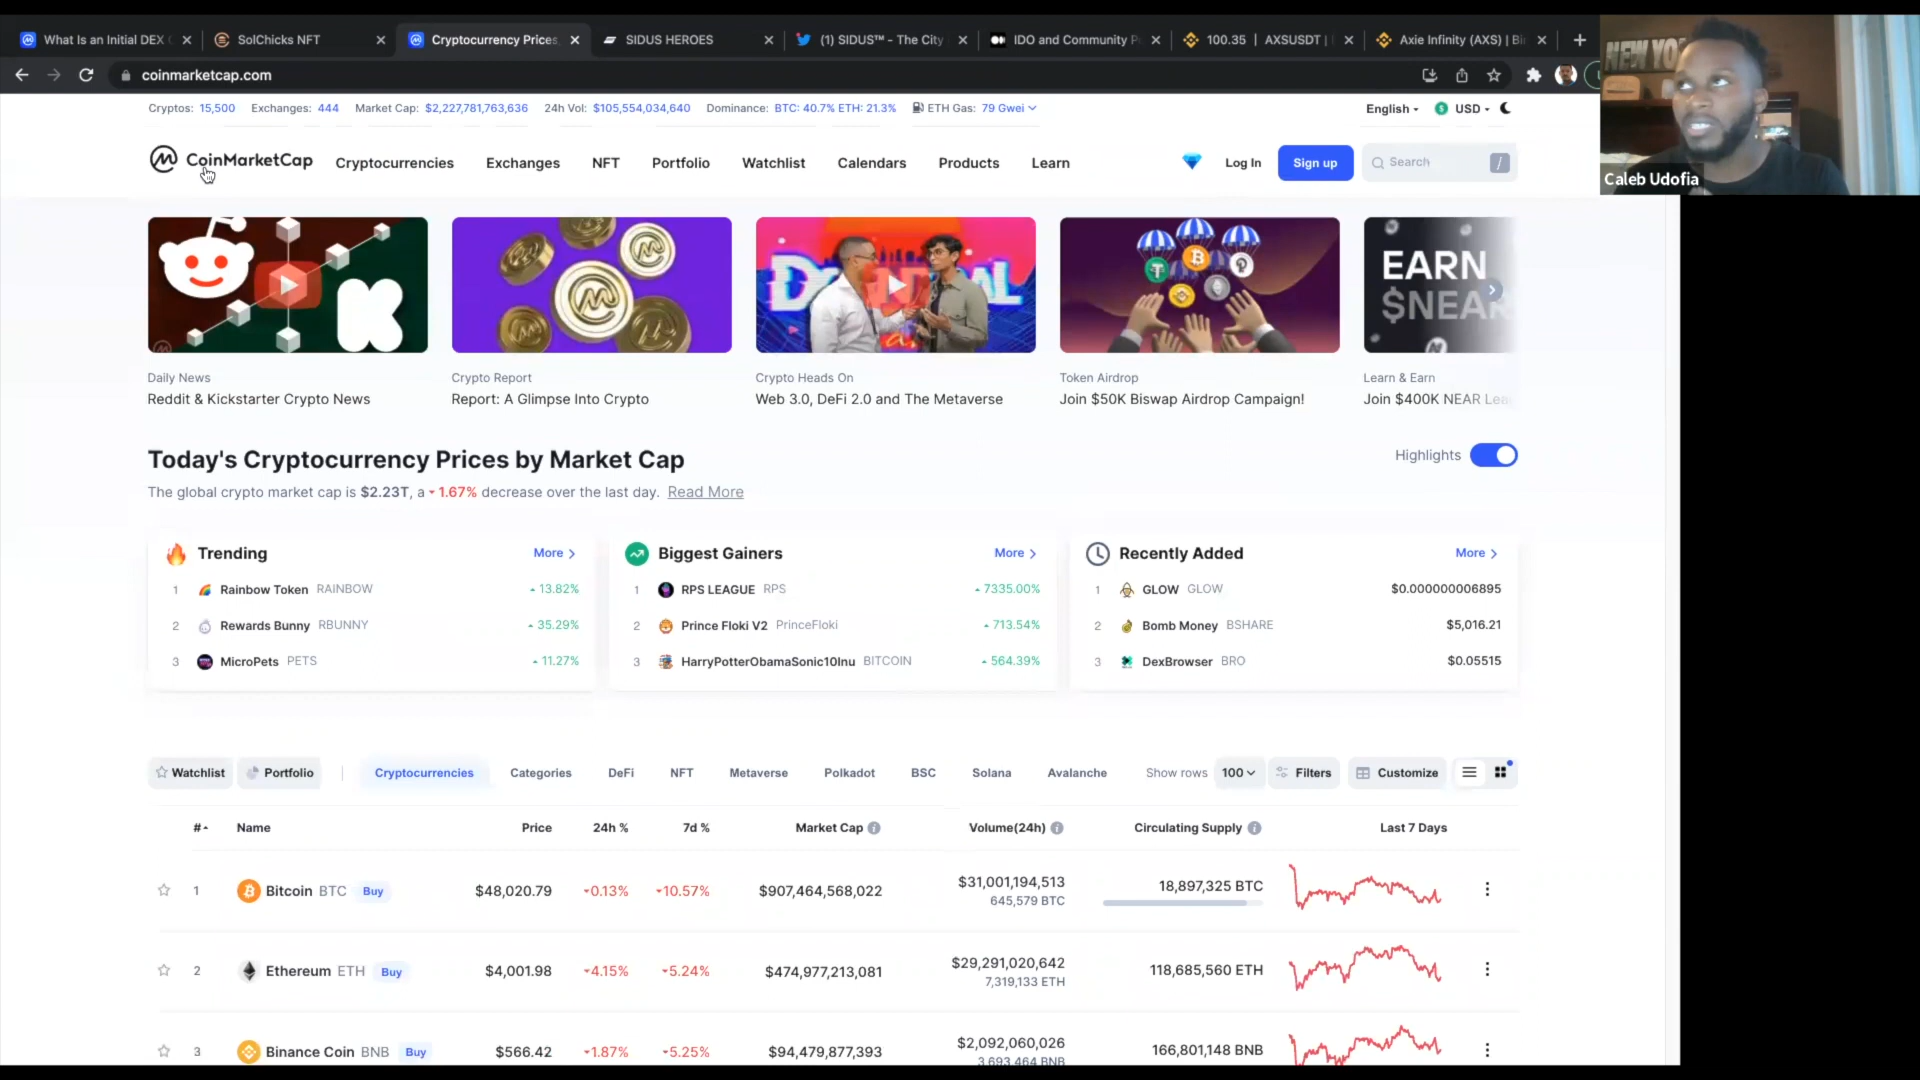 What Is an Initial DEX
SolChicks NFT
Cryptocurrency Prices,
SIDUS HEROES
(1) SIDUS™ - The City
IDO and Community P
100.35 | AXSUSDT |
Axie Infinity (AXS) | Bi
coinmarketcap.com
NEW YO
Caleb Udofia
Cryptos: 15,500 Exchanges: 444 Market Cap: $2,227,781,763,636 24h Vol: $105,554,034,640 Dominance: BTC: 40.7% ETH: 21.3% ETH Gas: 79 Gwei
English USD
CoinMarketCap Cryptocurrencies Exchanges NFT Portfolio Watchlist Calendars Products Learn Log In Sign up Search /
EARN
$NEAR
Daily News
Reddit & Kickstarter Crypto News
Crypto Report
Report: A Glimpse Into Crypto
Crypto Heads On
Web 3.0, DeFi 2.0 and The Metaverse
Token Airdrop
Join $50K Biswap Airdrop Campaign!
Learn & Earn
Join $400K NEAR Lea
Today's Cryptocurrency Prices by Market Cap
Highlights
The global crypto market cap is $2.23T, a 1.67% decrease over the last day. Read More
Trending More
1 Rainbow Token RAINBOW 13.82%
2 Rewards Bunny RBUNNY 35.29%
3 MicroPets PETS 11.27%
Biggest Gainers More
1 RPS LEAGUE RPS 7335.00%
2 Prince Floki V2 PrinceFloki 713.54%
3 HarryPotterObamaSonic10Inu BITCOIN 564.39%
Recently Added More
1 GLOW GLOW $0.000000006895
2 Bomb Money BSHARE $5,016.21
3 DexBrowser BRO $0.05515
Watchlist Portfolio Cryptocurrencies Categories DeFi NFT Metaverse Polkadot BSC Solana Avalanche Show rows 100 Filters Customize
# Name Price 24h % 7d % Market Cap Volume(24h) Circulating Supply Last 7 Days
1 Bitcoin BTC Buy $48,020.79 0.13% 10.57% $907,464,568,022 $31,001,194,513 18,897,325 BTC
645,579 BTC
2 Ethereum ETH Buy $4,001.98 4.15% 5.24% $474,977,213,081 $29,291,020,642 118,685,560 ETH
7,319,133 ETH
3 Binance Coin BNB Buy $566.42 1.87% 5.25% $94,479,877,393 $2,092,060,026 166,801,148 BNB
3,693,464 BNB